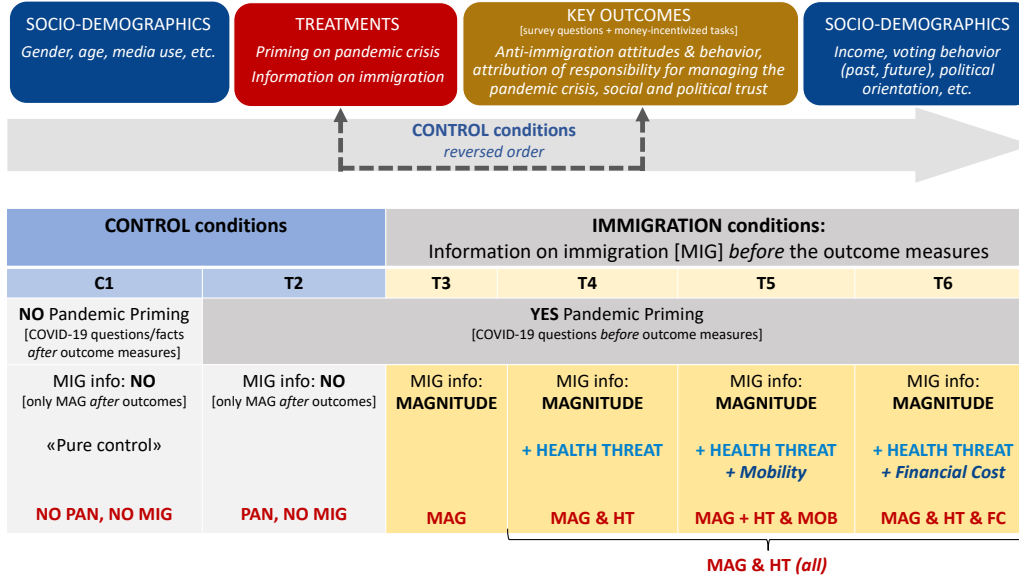 SOCIO-DEMOGRAPHICS
Gender, age, media use, etc.
TREATMENTS
Priming on pandemic crisis
Information on immigration
KEY OUTCOMES
[survey questions + money-incentivized tasks]
Anti-immigration attitudes & behavior,
attribution of responsibility for managing the
pandemic crisis, social and political trust
SOCIO-DEMOGRAPHICS
Income, voting behavior
(past, future), political
orientation, etc.
CONTROL conditions
reversed order
CONTROL conditions
IMMIGRATION conditions:
Information on immigration [MIG] before the outcome measures
C1
T2
T3
T4
T5
T6
NO Pandemic Priming
[COVID-19 questions/facts
after outcome measures]
YES Pandemic Priming
[COVID-19 questions before outcome measures]
MIG info: NO
[only MAG after outcomes]
«Pure control»
NO PAN, NO MIG
MIG info: NO
[only MAG after outcomes]
PAN, NO MIG
MIG info:
MAGNITUDE
MAG
MIG info:
MAGNITUDE
+ HEALTH THREAT
MAG & HT
MIG info:
MAGNITUDE
+ HEALTH THREAT
+ Mobility
MAG + HT & MOB
MIG info:
MAGNITUDE
+ HEALTH THREAT
+ Financial Cost
MAG & HT & FC
MAG & HT (all)